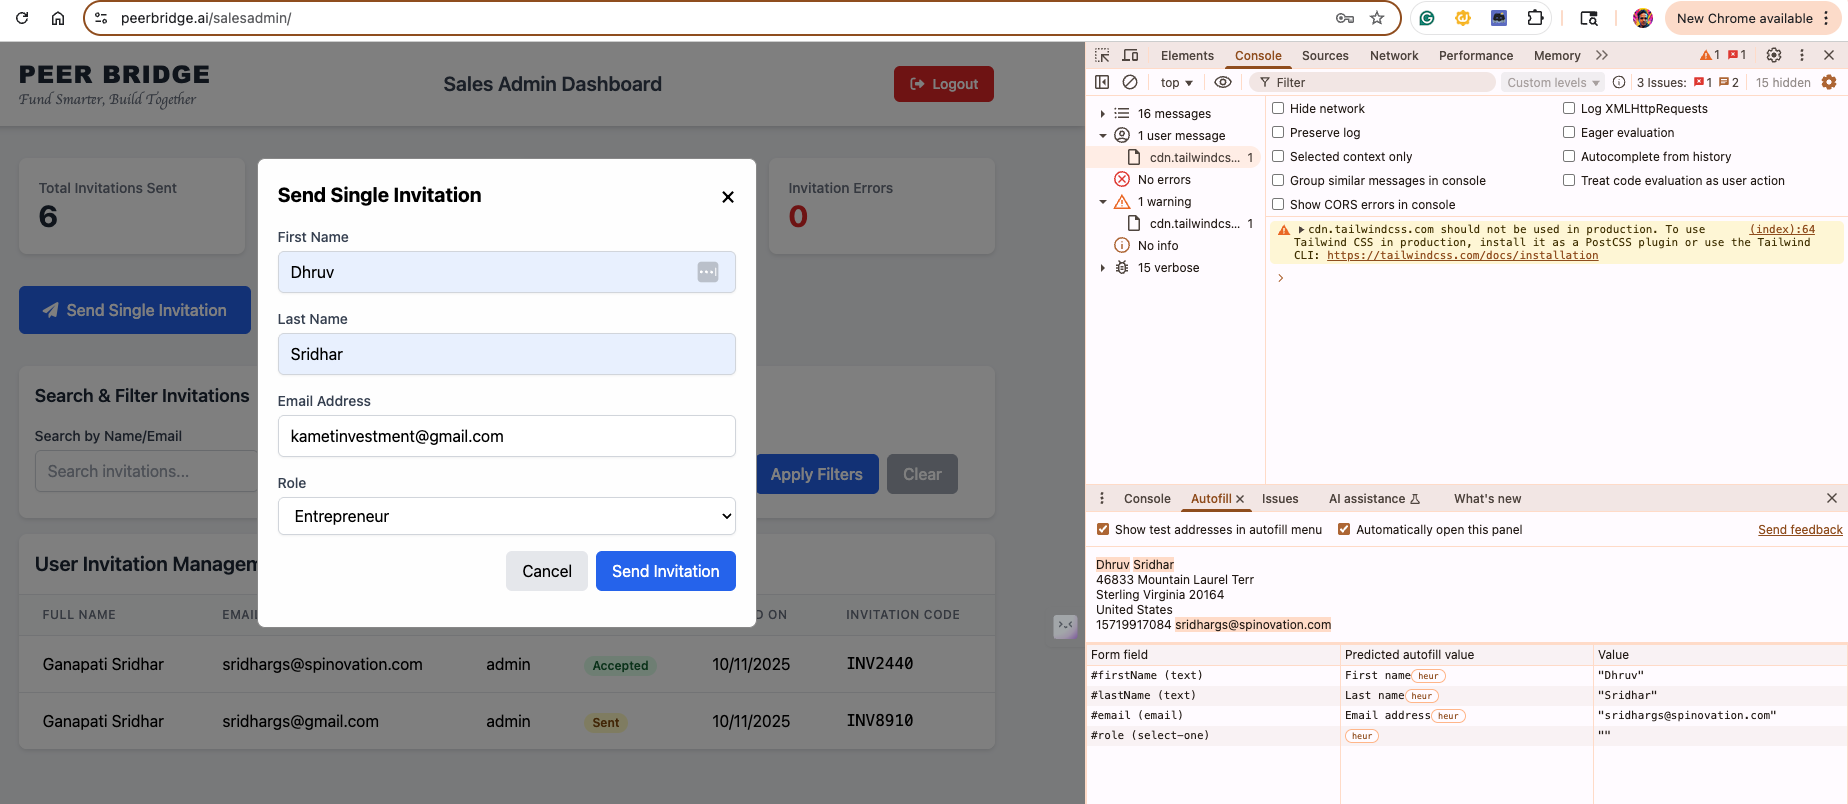 peerbridge.ai/salesadmin/
New Chrome available
PEER BRIDGE
Fund Smarter, Build Together
Sales Admin Dashboard
Logout
Total Invitations Sent
6
Invitation Errors
0
Send Single Invitation
Search & Filter Invitations
Search by Name/Email
Search invitations...
Apply Filters
Clear
User Invitation Managem
FULL NAME
EMAI
D ON
INVITATION CODE
Ganapati Sridhar sridhargs@spinovation.com admin Accepted 10/11/2025 INV2440
Ganapati Sridhar sridhargs@gmail.com admin Sent 10/11/2025 INV8910
Send Single Invitation
First Name
Dhruv
Last Name
Sridhar
Email Address
kametinvestment@gmail.com
Role
Entrepreneur
Cancel
Send Invitation
Elements Console Sources Network Performance Memory 1 1
top Filter Custom levels 3 Issues: 1 2 15 hidden
16 messages
1 user message
cdn.tailwindcs... 1
No errors
1 warning
cdn.tailwindcs... 1
No info
15 verbose
Hide network
Log XMLHttpRequests
Preserve log
Eager evaluation
Selected context only
Autocomplete from history
Group similar messages in console
Treat code evaluation as user action
Show CORS errors in console
cdn.tailwindcss.com should not be used in production. To use (index):64
Tailwind CSS in production, install it as a PostCSS plugin or use the Tailwind
CLI: https://tailwindcss.com/docs/installation
Console Autofill Issues AI assistance What's new
Show test addresses in autofill menu
Automatically open this panel
Send feedback
Dhruv Sridhar
46833 Mountain Laurel Terr
Sterling Virginia 20164
United States
15719917084 sridhargs@spinovation.com
Form field Predicted autofill value Value
#firstName (text) First name heur "Dhruv"
#lastName (text) Last name heur "Sridhar"
#email (email) Email address heur "sridhargs@spinovation.com"
#role (select-one) heur ""